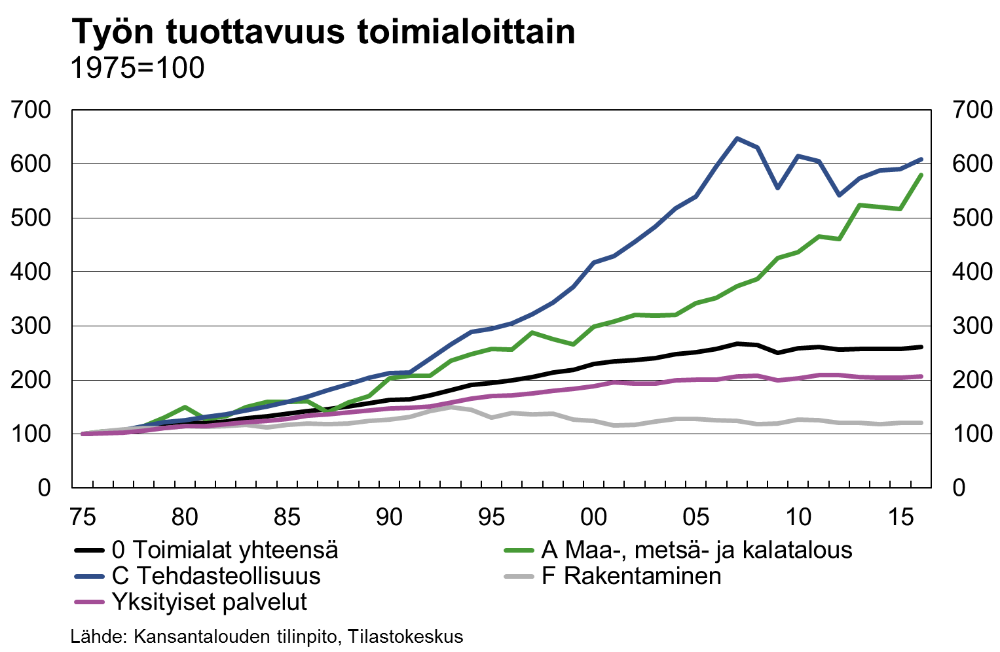 Työn tuottavuus toimialoittain
1975=100
700 700
600 600
500 500
400 400
300 300
200 200
100 100
0 0
75 80 85 90 95 00 05 10 15
0 Toimialat yhteensä A Maa-, metsä- ja kalatalous
C Tehdasteollisuus F Rakentaminen
Yksityiset palvelut
Lähde: Kansantalouden tilinpito, Tilastokeskus